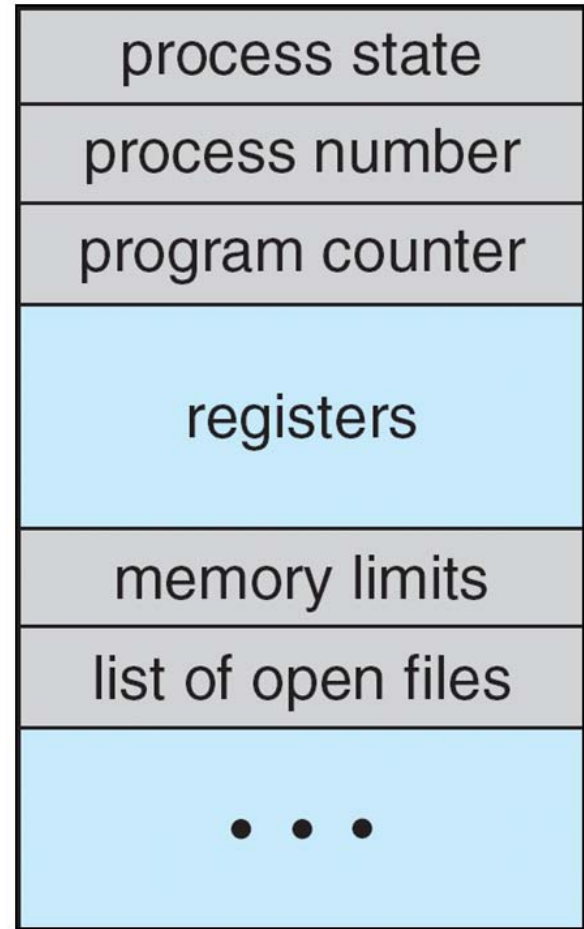 process state
process number
program counter
registers
memory limits
list of open files
• • •